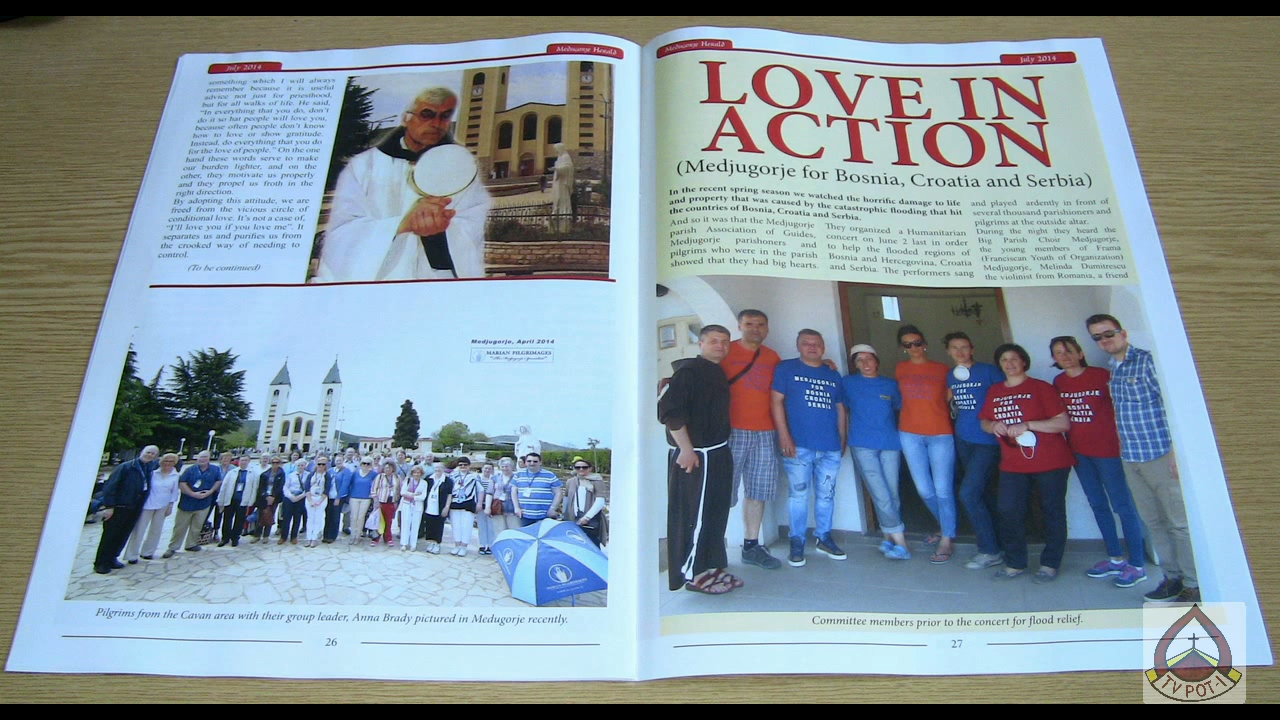 Medugorje Herald
July 2014
something which I will always
remember because it is useful
advice not just for priesthood,
but for all walks of life. He said,
"In everything that you do, don't
do it so hat people will love you,
because often people don't know
how to love or show gratitude.
Instead, do everything that you do
for the love of people." On the one
hand these words serve to make
our burden lighter, and on the
other, they motivate us properly
and they propel us froth in the
right direction.
By adopting this attitude, we are
freed from the vicious circle of
conditional love. It's not a case of,
"I'll love you if you love me". It
separates us and purifies us from
the crooked way of needing to
control.
(To be continued)
Medjugorje, April 2014
MARIAN PILGRIMAGES
Pilgrims from the Cavan area with their group leader, Anna Brady pictured in Medugorje recently.
26
Medugorje Herald
July 2014
LOVE IN
ACTION
(Medjugorje for Bosnia, Croatia and Serbia)
In the recent spring season we watched the horrific damage to life
and property that was caused by the catastrophic flooding that hit
the countries of Bosnia, Croatia and Serbia.
And so it was that the Medjugorje
parish Association of Guides,
Medjugorje parishioners and
pilgrims who were in the parish
showed that they had big hearts.
They organized a Humanitarian
concert on June 2 last in order
to help the flooded regions of
Bosnia and Hercegovina, Croatia
and Serbia. The performers sang
and played ardently in front of
several thousand parishioners and
pilgrims at the outside altar.
During the night they heard the
Big Parish Choir Medjugorje,
the young members of Frama
(Franciscan Youth of Organization)
Medjugorje, Melinda Dumitrescu
the violinist from Romania, a friend
MEDJUGORJE
FOR
BOSNIA
CROATIA
SERBIA
MEDJUGORJE
FOR
BOSNIA
CROATIA
SERBIA
Committee members prior to the concert for flood relief.
27
TV POT-1